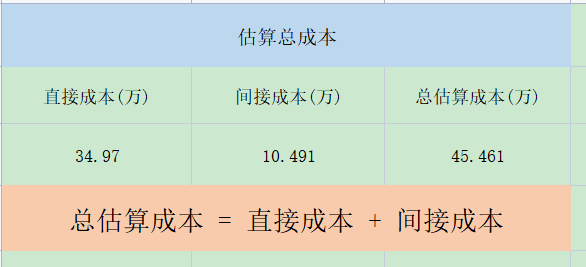 估算总成本
直接成本(万) 间接成本(万) 总估算成本(万)
34.97 10.491 45.461
总估算成本 = 直接成本 + 间接成本